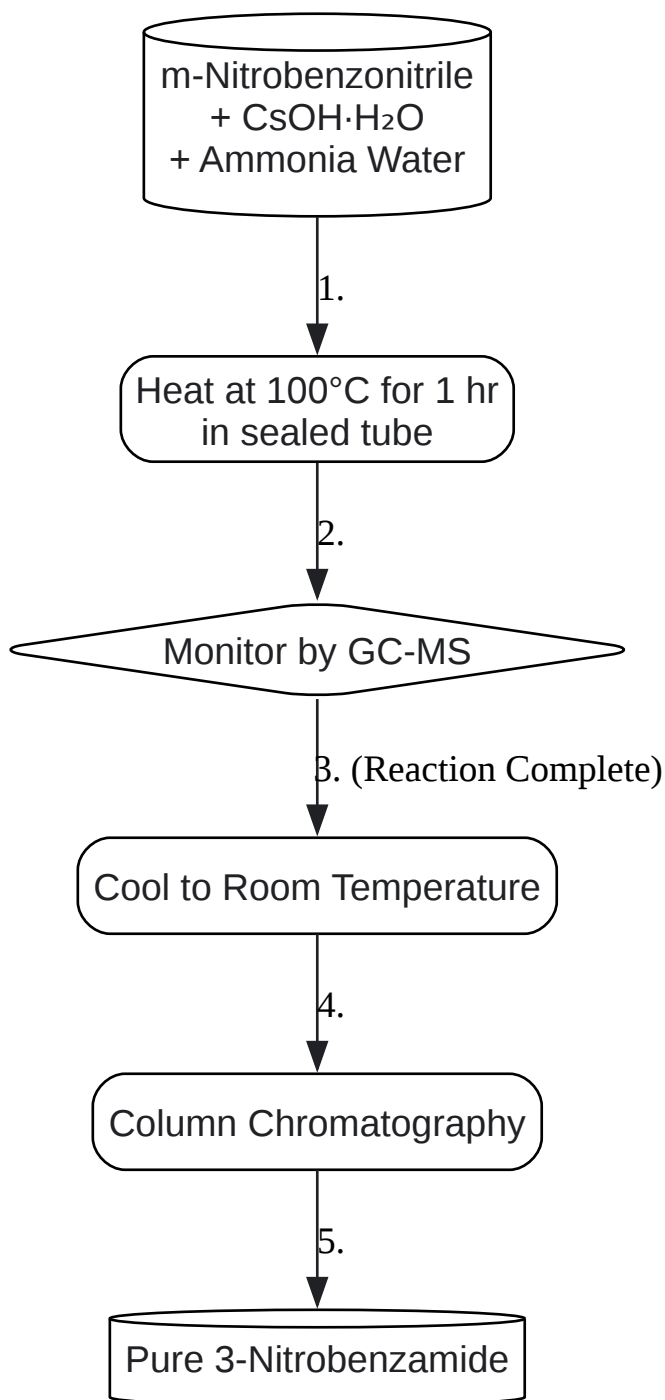 m-Nitrobenzonitrile
+ CsOH·H₂O
+ Ammonia Water
1.
Heat at 100°C for 1 hr
in sealed tube
2.
Monitor by GC-MS
3. (Reaction Complete)
Cool to Room Temperature
4.
Column Chromatography
5.
Pure 3-Nitrobenzamide